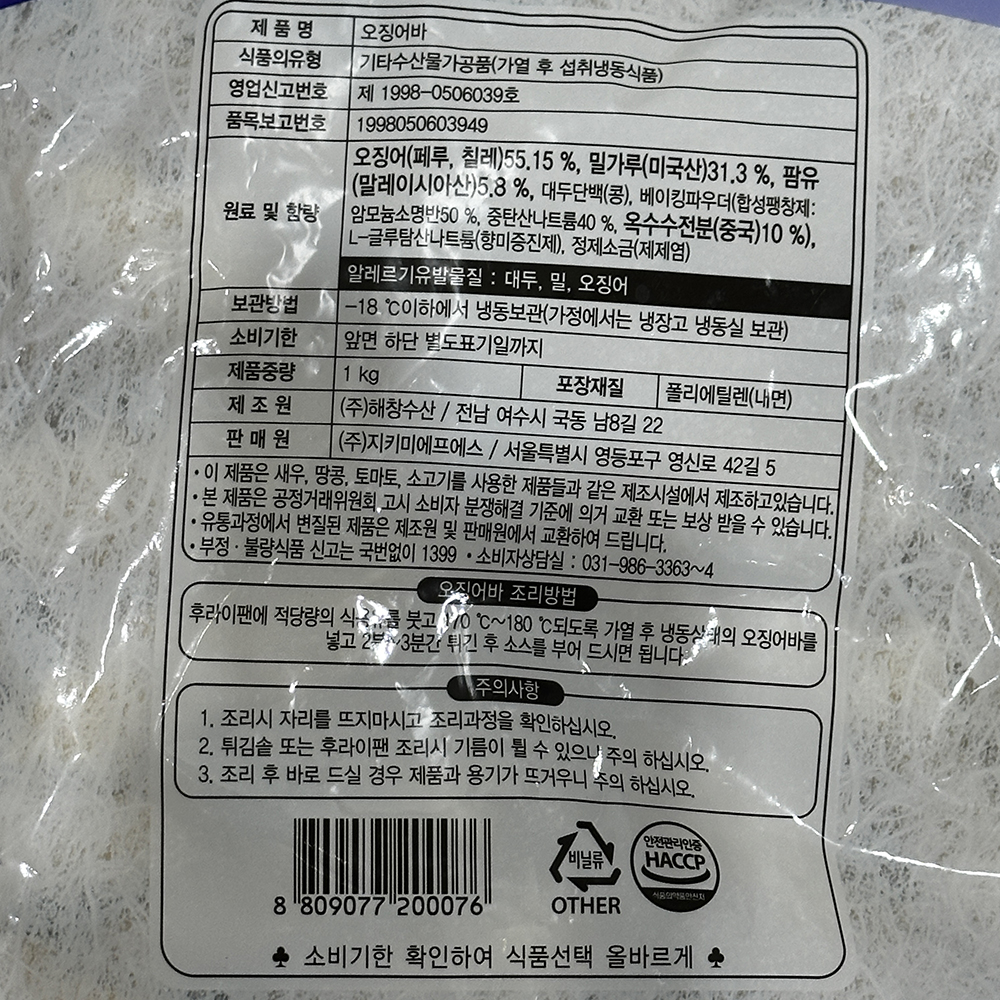 제품명 오징어바
식품의유형 기타수산물가공품(가열 후 섭취냉동식품)
영업신고번호 제 1998-0506039호
품목보고번호 1998050603949
원료 및 함량
오징어(페루, 칠레)55.15 %, 밀가루(미국산)31.3 %, 팜유
(말레이시아산)5.8 %, 대두단백(콩), 베이킹파우더(합성팽창제:
암모늄소명반50 %, 중탄산나트륨40 %, 옥수수전분(중국)10 %),
L-글루탐산나트륨(향미증진제), 정제소금(제제염)
알레르기유발물질 : 대두, 밀, 오징어
보관방법 -18 ℃이하에서 냉동보관(가정에서는 냉장고 냉동실 보관)
소비기한 앞면 하단 별도표기일까지
제품중량 1 kg 포장재질 폴리에틸렌(내면)
제조원 (주)해창수산 / 전남 여수시 국동 남8길 22
판매원 (주)지키미에프에스 / 서울특별시 영등포구 영신로 42길 5
• 이 제품은 새우, 땅콩, 토마토, 소고기를 사용한 제품들과 같은 제조시설에서 제조하고있습니다.
• 본 제품은 공정거래위원회 고시 소비자 분쟁해결 기준에 의거 교환 또는 보상 받을 수 있습니다.
• 유통과정에서 변질된 제품은 제조원 및 판매원에서 교환하여 드립니다.
• 부정 · 불량식품 신고는 국번없이 1399 • 소비자상담실 : 031-986-3363~4
오징어바 조리방법
후라이팬에 적당량의 식용유를 붓고 170 ℃~180 ℃되도록 가열 후 냉동상태의 오징어바를
넣고 2분~3분간 튀긴 후 소스를 부어 드시면 됩니다.
주의사항
1. 조리시 자리를 뜨지마시고 조리과정을 확인하십시오.
2. 튀김솥 또는 후라이팬 조리시 기름이 튈 수 있으니 주의 하십시오.
3. 조리 후 바로 드실 경우 제품과 용기가 뜨거우니 주의 하십시오.
8 809077 200076
비닐류
OTHER
안전관리인증
HACCP
식품의약품안전처
♣ 소비기한 확인하여 식품선택 올바르게 ♣